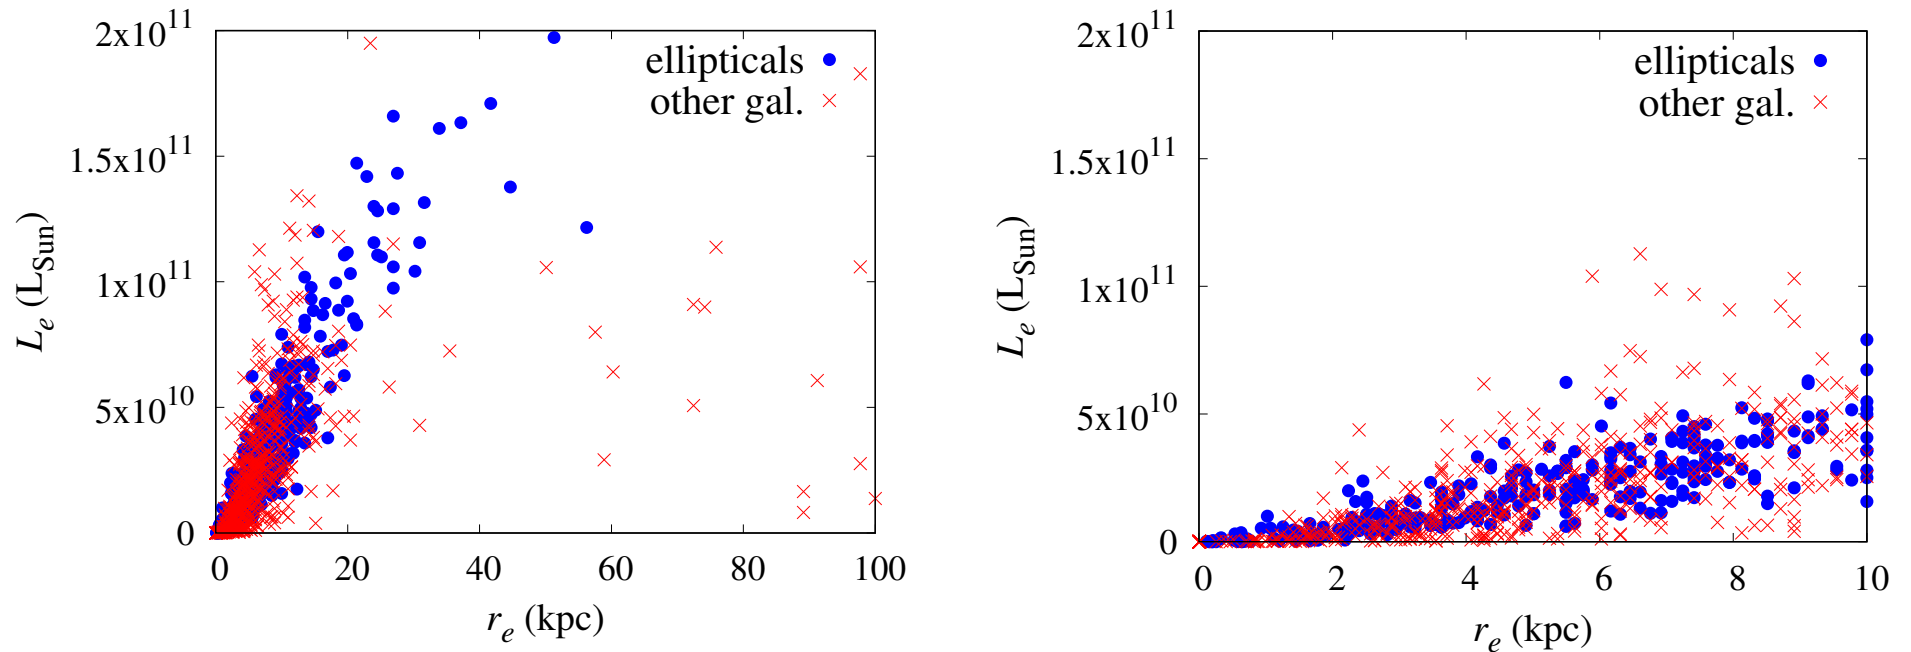 2x10^11
1.5x10^11
1x10^11
5x10^10
0
L_e (L_Sun)
ellipticals
other gal.
0 20 40 60 80 100
r_e (kpc)
2x10^11
1.5x10^11
1x10^11
5x10^10
0
L_e (L_Sun)
ellipticals
other gal.
0 2 4 6 8 10
r_e (kpc)